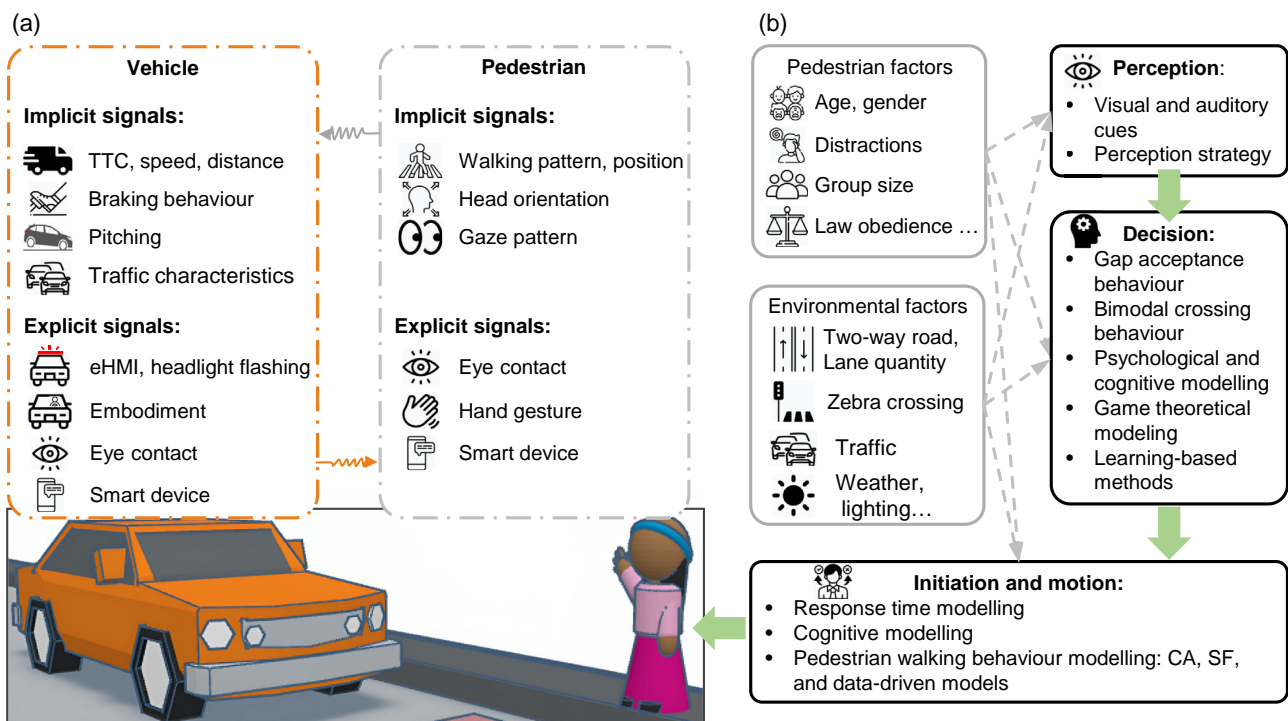 (a)
Vehicle
Implicit signals:
TTC, speed, distance
Braking behaviour
Pitching
Traffic characteristics
Explicit signals:
eHMI, headlight flashing
Embodiment
Eye contact
Smart device
Pedestrian
Implicit signals:
Walking pattern, position
Head orientation
Gaze pattern
Explicit signals:
Eye contact
Hand gesture
Smart device
(b)
Pedestrian factors
Age, gender
Distractions
Group size
Law obedience …
Environmental factors
Two-way road,
Lane quantity
Zebra crossing
Traffic
Weather,
lighting…
Perception:
• Visual and auditory
cues
• Perception strategy
Decision:
• Gap acceptance
behaviour
• Bimodal crossing
behaviour
• Psychological and
cognitive modelling
• Game theoretical
modeling
• Learning-based
methods
Initiation and motion:
• Response time modelling
• Cognitive modelling
• Pedestrian walking behaviour modelling: CA, SF,
and data-driven models